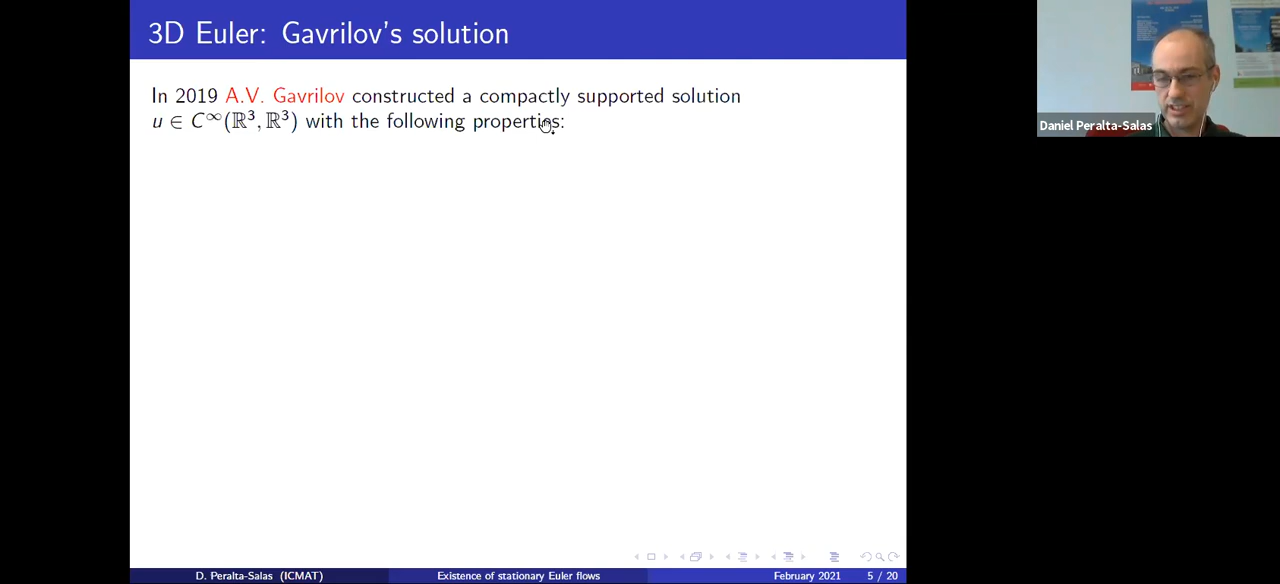 3D Euler: Gavrilov's solution
In 2019 A.V. Gavrilov constructed a compactly supported solution
u ∈ C^∞(ℝ³, ℝ³) with the following properties:
Daniel Peralta-Salas
D. Peralta-Salas (ICMAT) Existence of stationary Euler flows February 2021 5 / 20